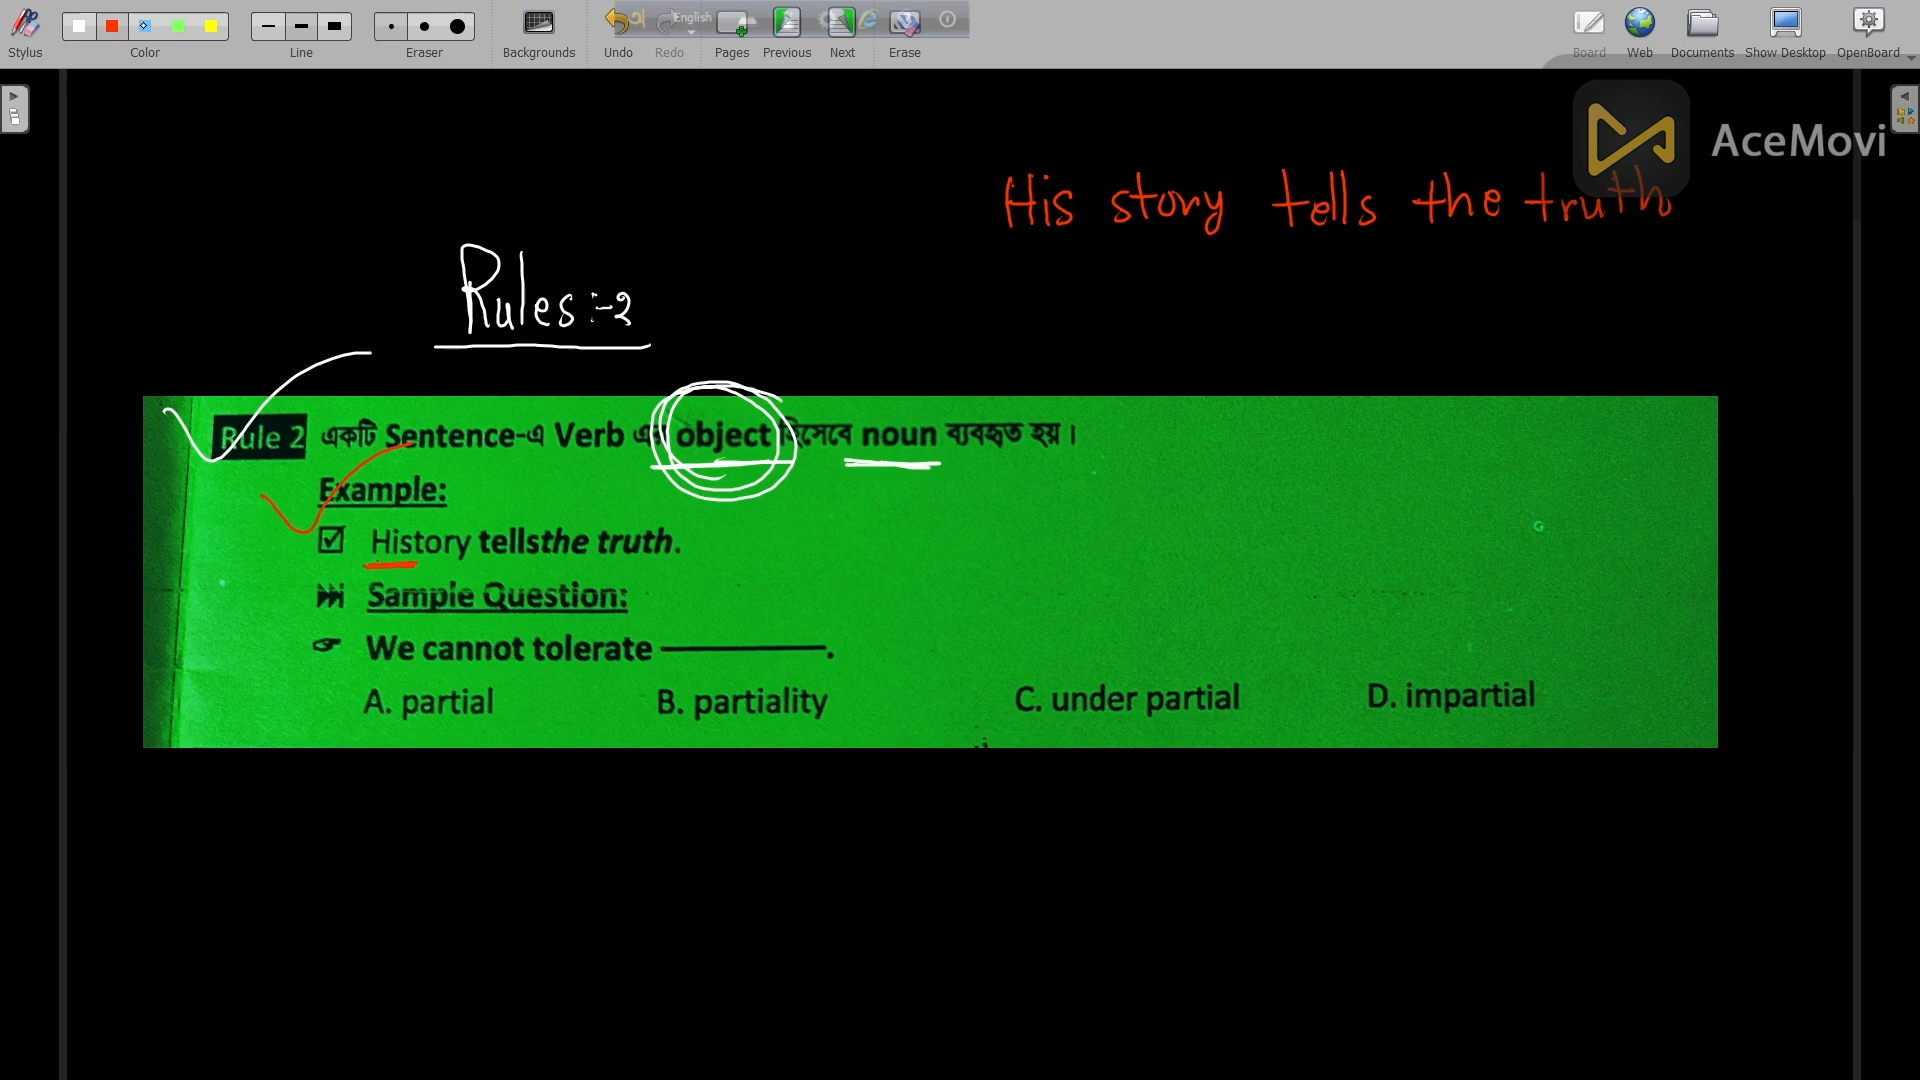 Stylus Color Line Eraser Backgrounds Undo Redo Pages Previous Next Erase Board Web Documents Show Desktop OpenBoard
English
AceMovi
His story tells the truth
Rules :-2
Rule 2 একটি Sentence-এ Verb এর object হিসেবে noun ব্যবহৃত হয়।
Example:
History tellsthe truth.
Sample Question:
We cannot tolerate ————.
A. partial B. partiality C. under partial D. impartial